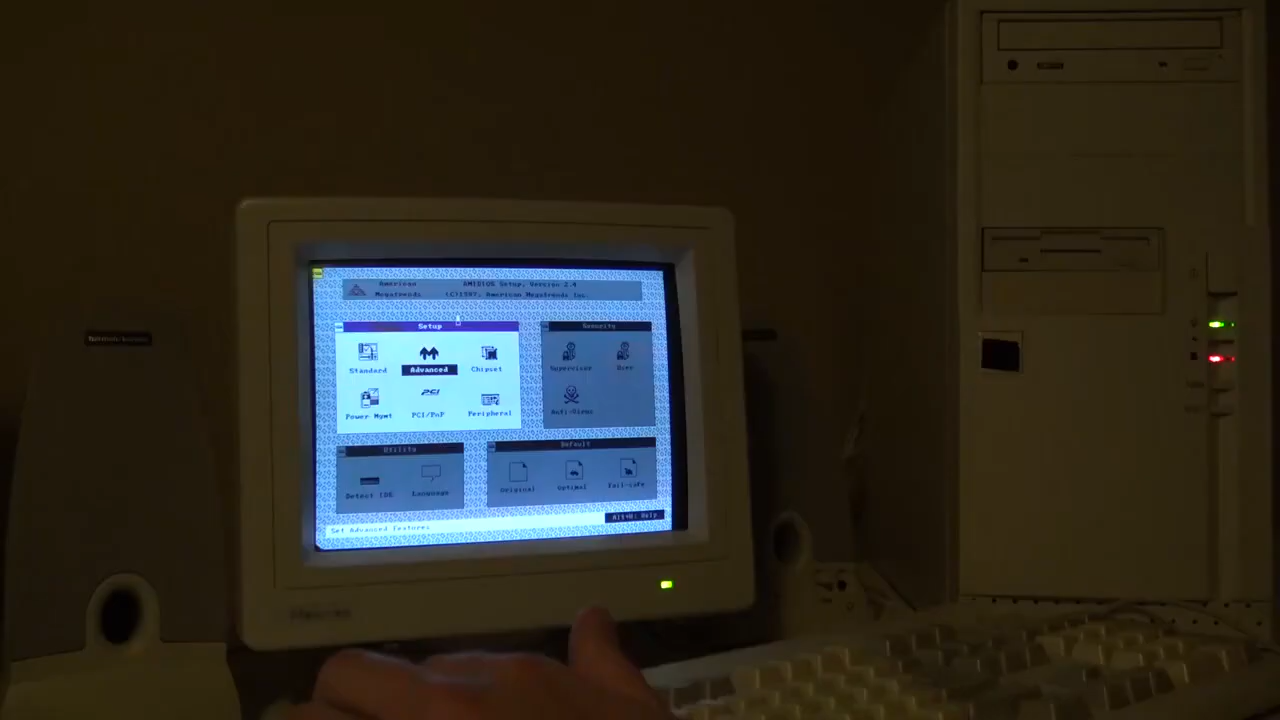 American
Megatrends
AMIBIOS Setup, Version 2.4
(C)1987, American Megatrends Inc.
Setup
Security
Standard
Advanced
Chipset
Supervisor
User
Power Mgmt
PCI
PCI/PnP
Peripheral
Anti-Virus
Utility
Default
Detect IDE
Language
Original
Optimal
Fail-safe
Set Advanced Features
Alt+H: Help